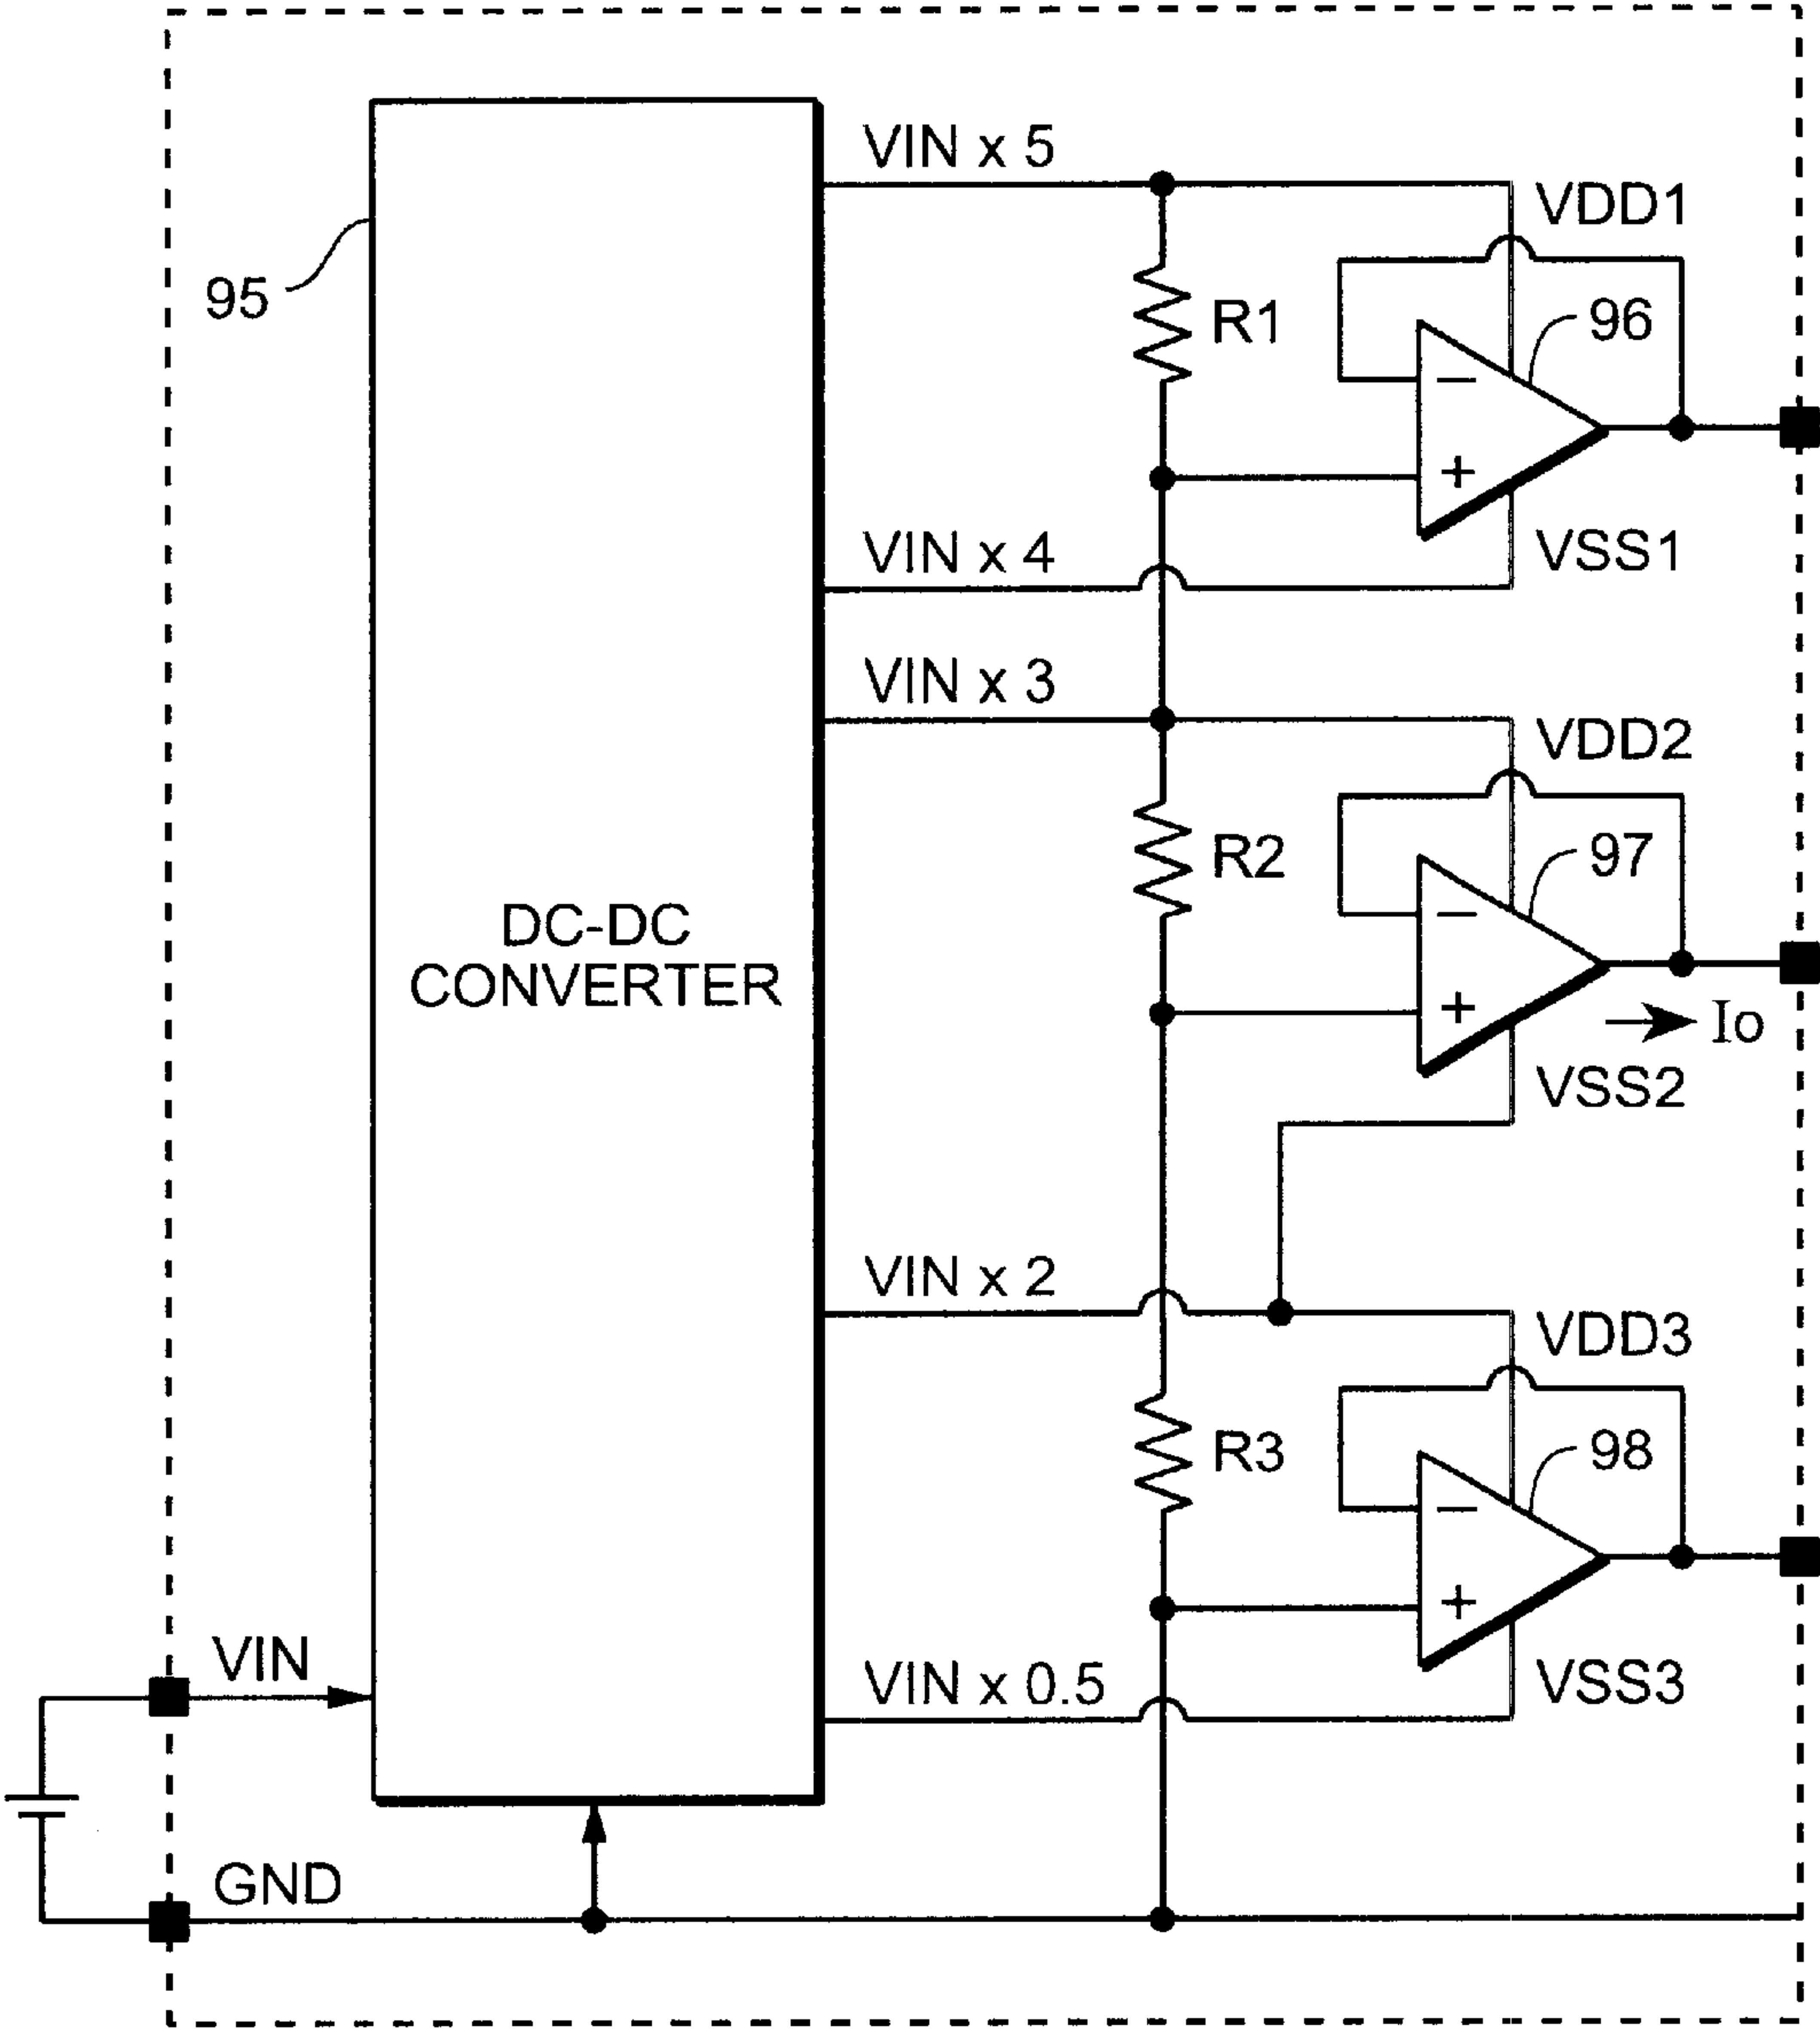 VIN x 5
VDD1
95
R1
96
−
+
VIN x 4
VSS1
VIN x 3
VDD2
R2
97
−
DC-DC
CONVERTER
+
Io
VSS2
VIN x 2
VDD3
R3
98
−
+
VIN
VIN x 0.5
VSS3
GND